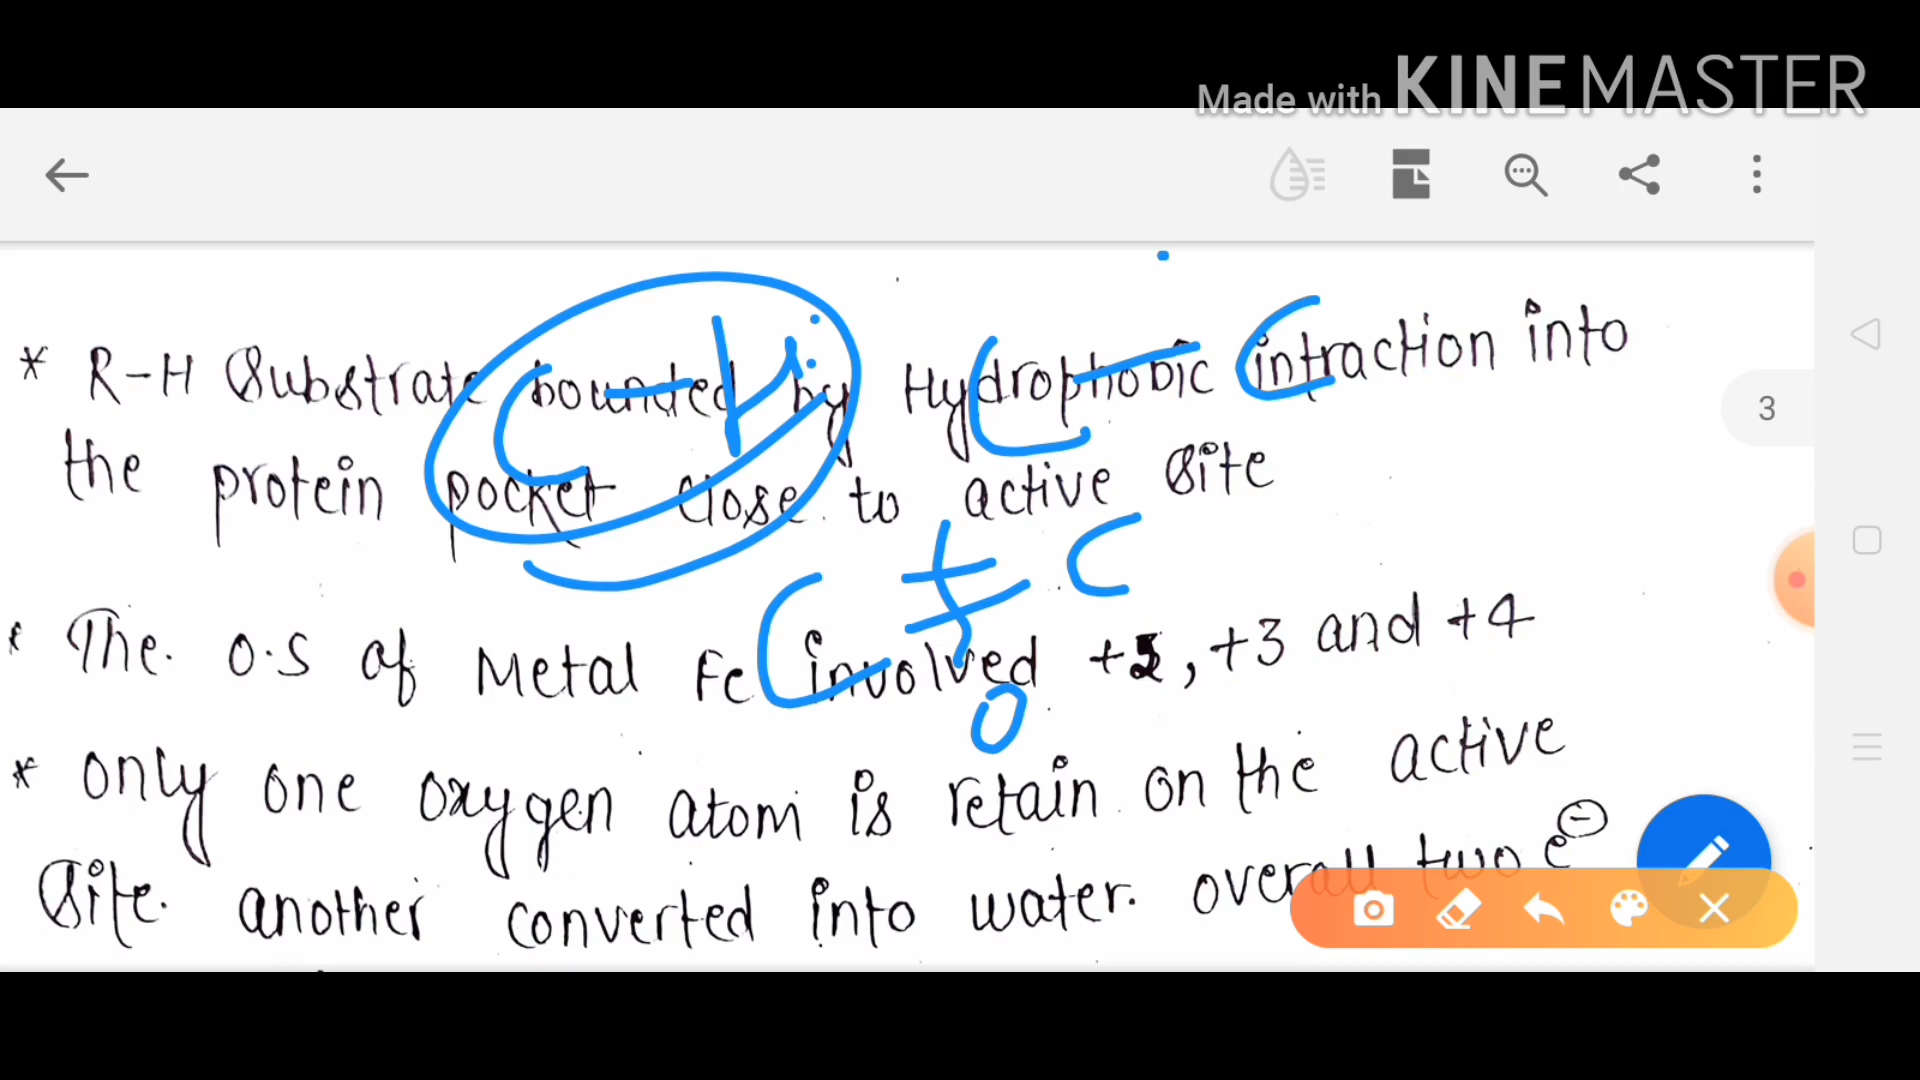 Made with KINEMASTER
* R-H Substrate bounded by Hydrophobic intraction into
the protein pocket close to active site
3
* The. O.S of Metal Fe involved +2, +3 and +4
* only one oxygen atom is retain on the active
Site. another converted into water. overall two e⊖